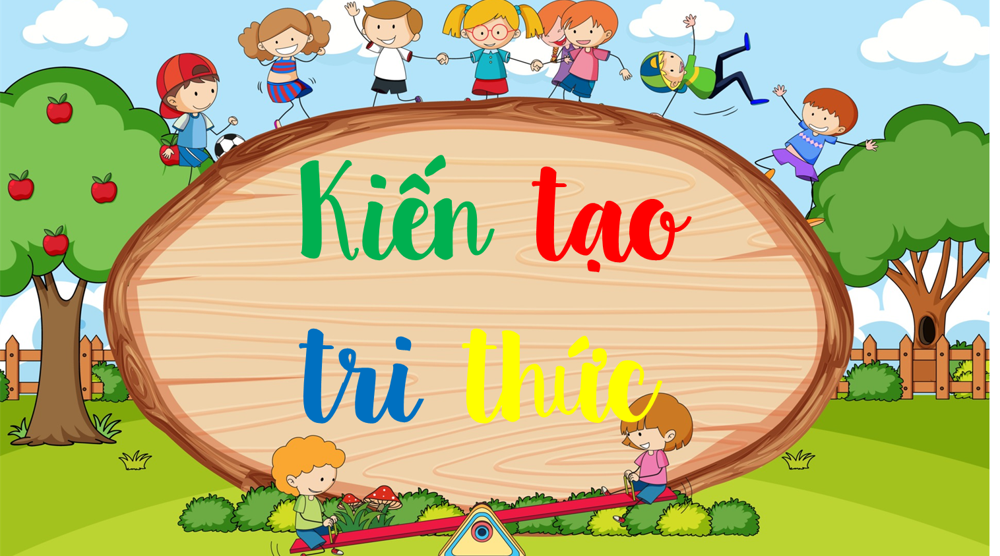 Kiến tạo
tri thức